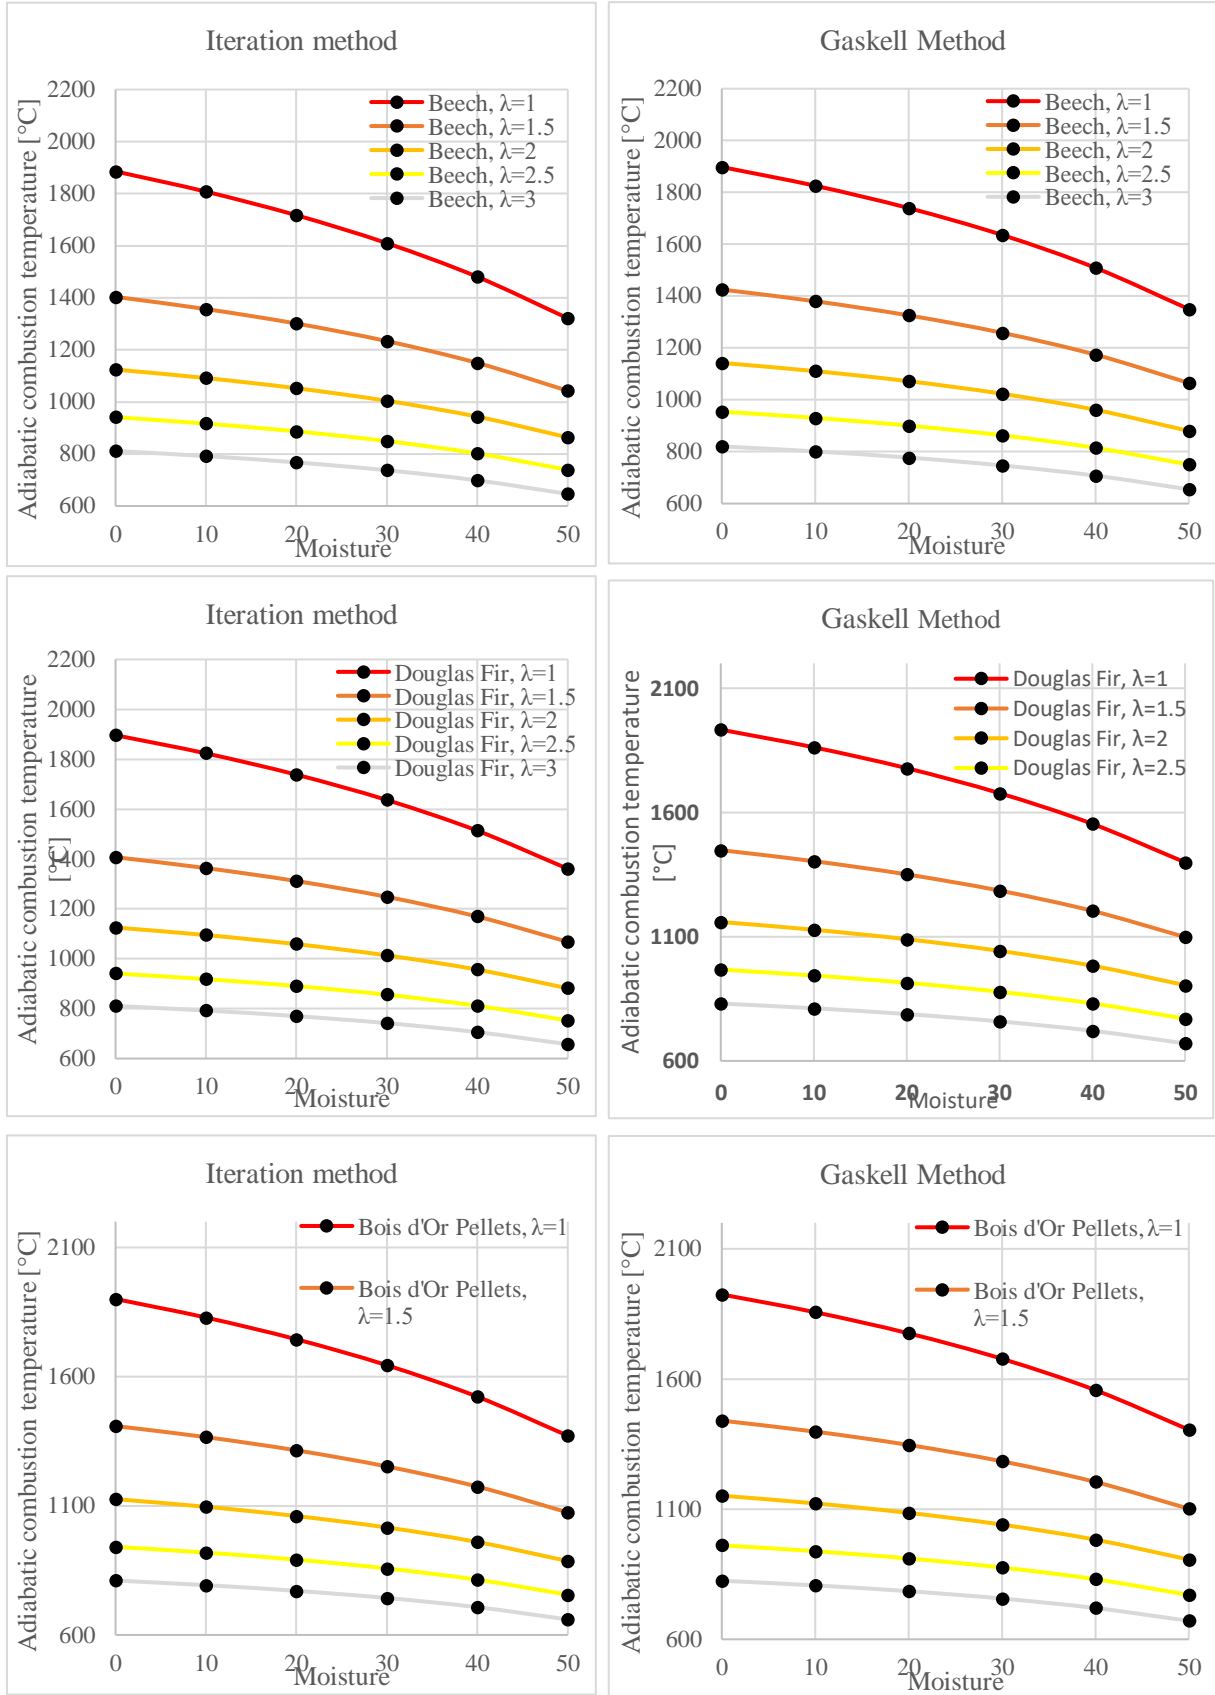 Iteration method
Adiabatic combustion temperature [°C]
2200
2000
1800
1600
1400
1200
1000
800
600
Beech, λ=1
Beech, λ=1.5
Beech, λ=2
Beech, λ=2.5
Beech, λ=3
0 10 20 30 40 50
Moisture
Gaskell Method
Adiabatic combustion temperature [°C]
2200
2000
1800
1600
1400
1200
1000
800
600
Beech, λ=1
Beech, λ=1.5
Beech, λ=2
Beech, λ=2.5
Beech, λ=3
0 10 20 30 40 50
Moisture
Iteration method
Adiabatic combustion temperature
[°C]
2200
2000
1800
1600
1400
1200
1000
800
600
Douglas Fir, λ=1
Douglas Fir, λ=1.5
Douglas Fir, λ=2
Douglas Fir, λ=2.5
Douglas Fir, λ=3
0 10 20 30 40 50
Moisture
Gaskell Method
Adiabatic combustion temperature
[°C]
2100
1600
1100
600
Douglas Fir, λ=1
Douglas Fir, λ=1.5
Douglas Fir, λ=2
Douglas Fir, λ=2.5
0 10 20 30 40 50
Moisture
Iteration method
Adiabatic combustion temperature [°C]
2100
1600
1100
600
Bois d'Or Pellets, λ=1
Bois d'Or Pellets,
λ=1.5
0 10 20 30 40 50
Moisture
Gaskell Method
Adiabatic combustion temperature [°C]
2100
1600
1100
600
Bois d'Or Pellets, λ=1
Bois d'Or Pellets,
λ=1.5
0 10 20 30 40 50
Moisture